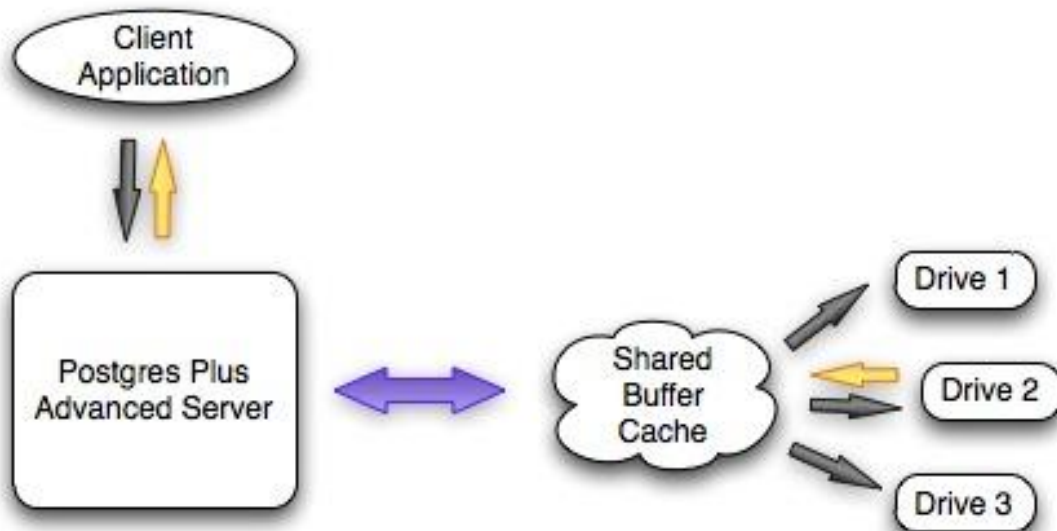 Client
Application
Postgres Plus
Advanced Server
Shared
Buffer
Cache
Drive 1
Drive 2
Drive 3